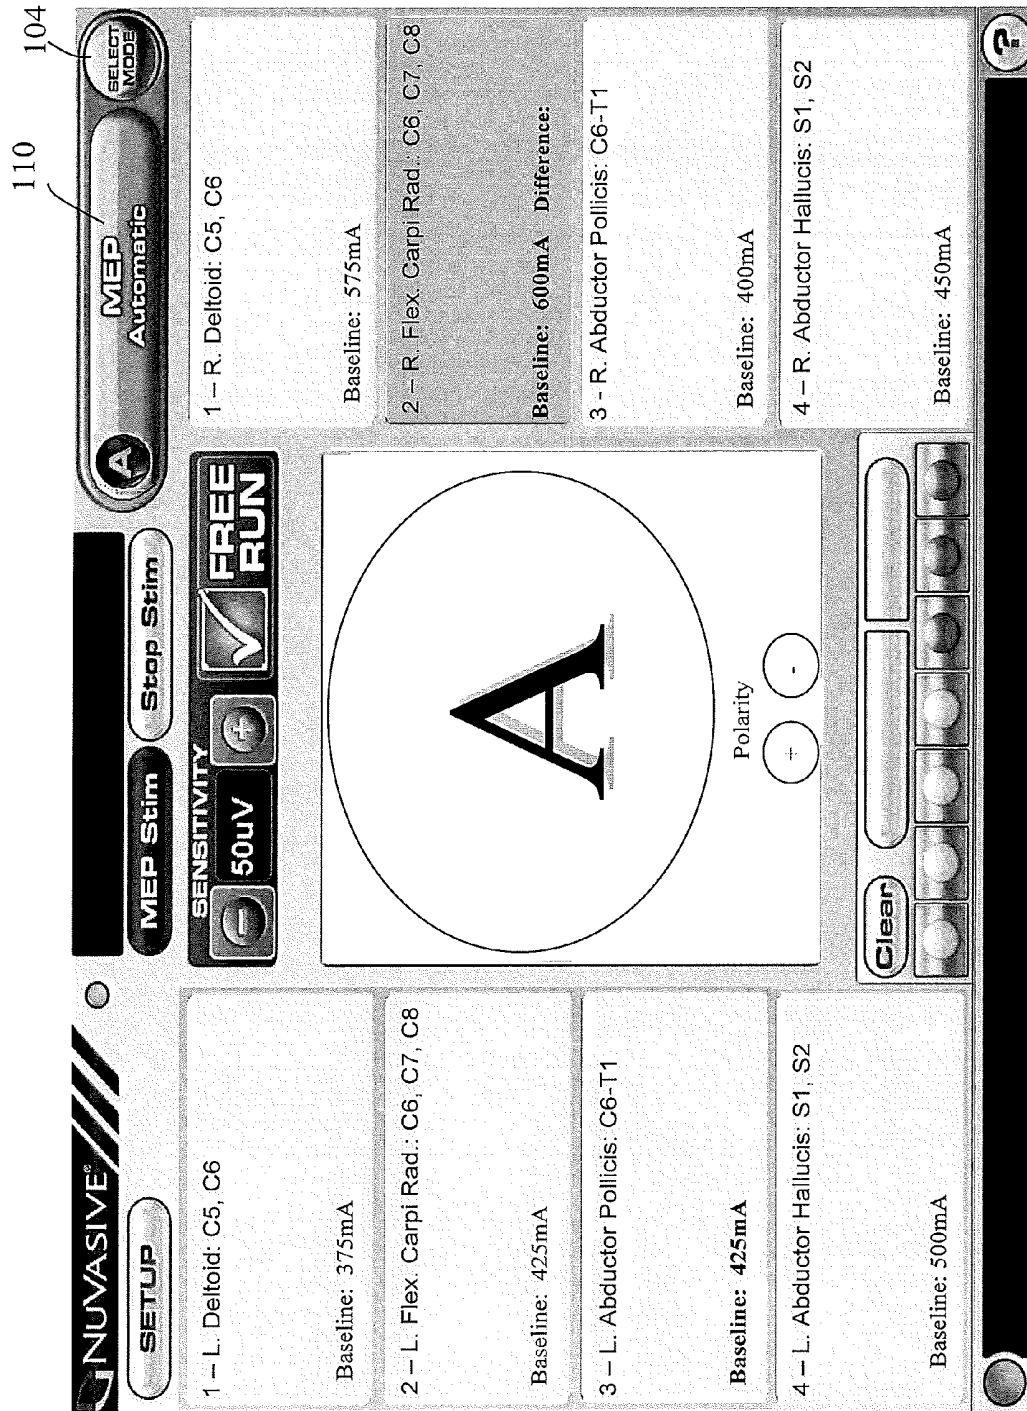 110
104
NUVASIVE®
SETUP
MEP Stim
Stop Stim
A
MEP
Automatic
SELECT
MODE
SENSITIVITY
50uV
+
FREE
RUN
1 – L. Deltoid: C5, C6
Baseline: 375mA
2 – L. Flex. Carpi Rad.: C6, C7, C8
Baseline: 425mA
3 – L. Abductor Pollicis: C6-T1
Baseline: 425mA
4 – L. Abductor Hallucis: S1, S2
Baseline: 500mA
A
Polarity
+ -
Clear
1 – R. Deltoid: C5, C6
Baseline: 575mA
2 – R. Flex. Carpi Rad.: C6, C7, C8
Baseline: 600mA Difference:
3 - R. Abductor Pollicis: C6-T1
Baseline: 400mA
4 – R. Abductor Hallucis: S1, S2
Baseline: 450mA
?